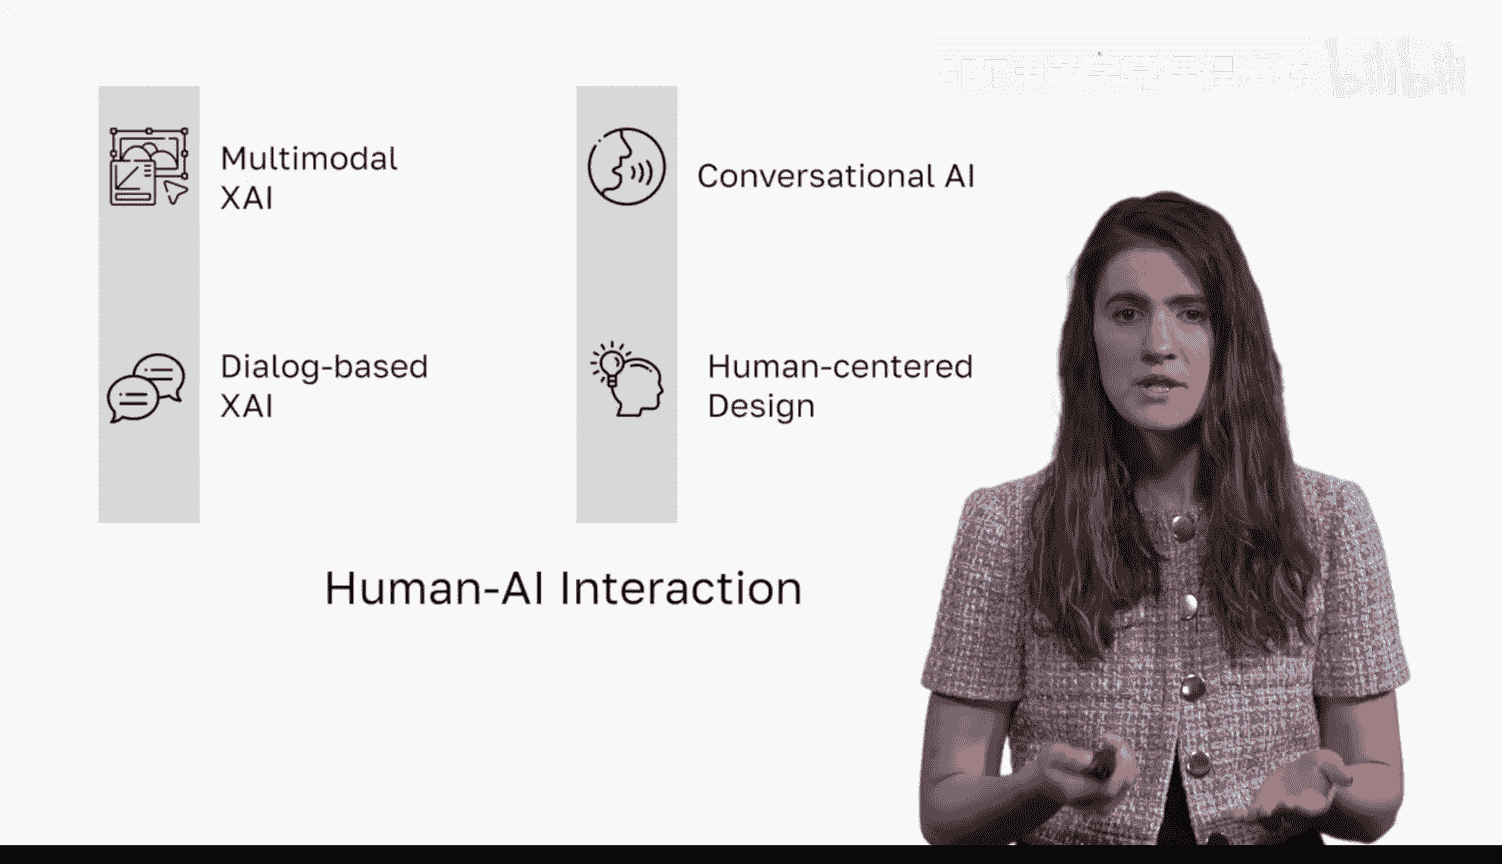 Multimodal
XAI
Conversational AI
Dialog-based
XAI
Human-centered
Design
Human-AI Interaction